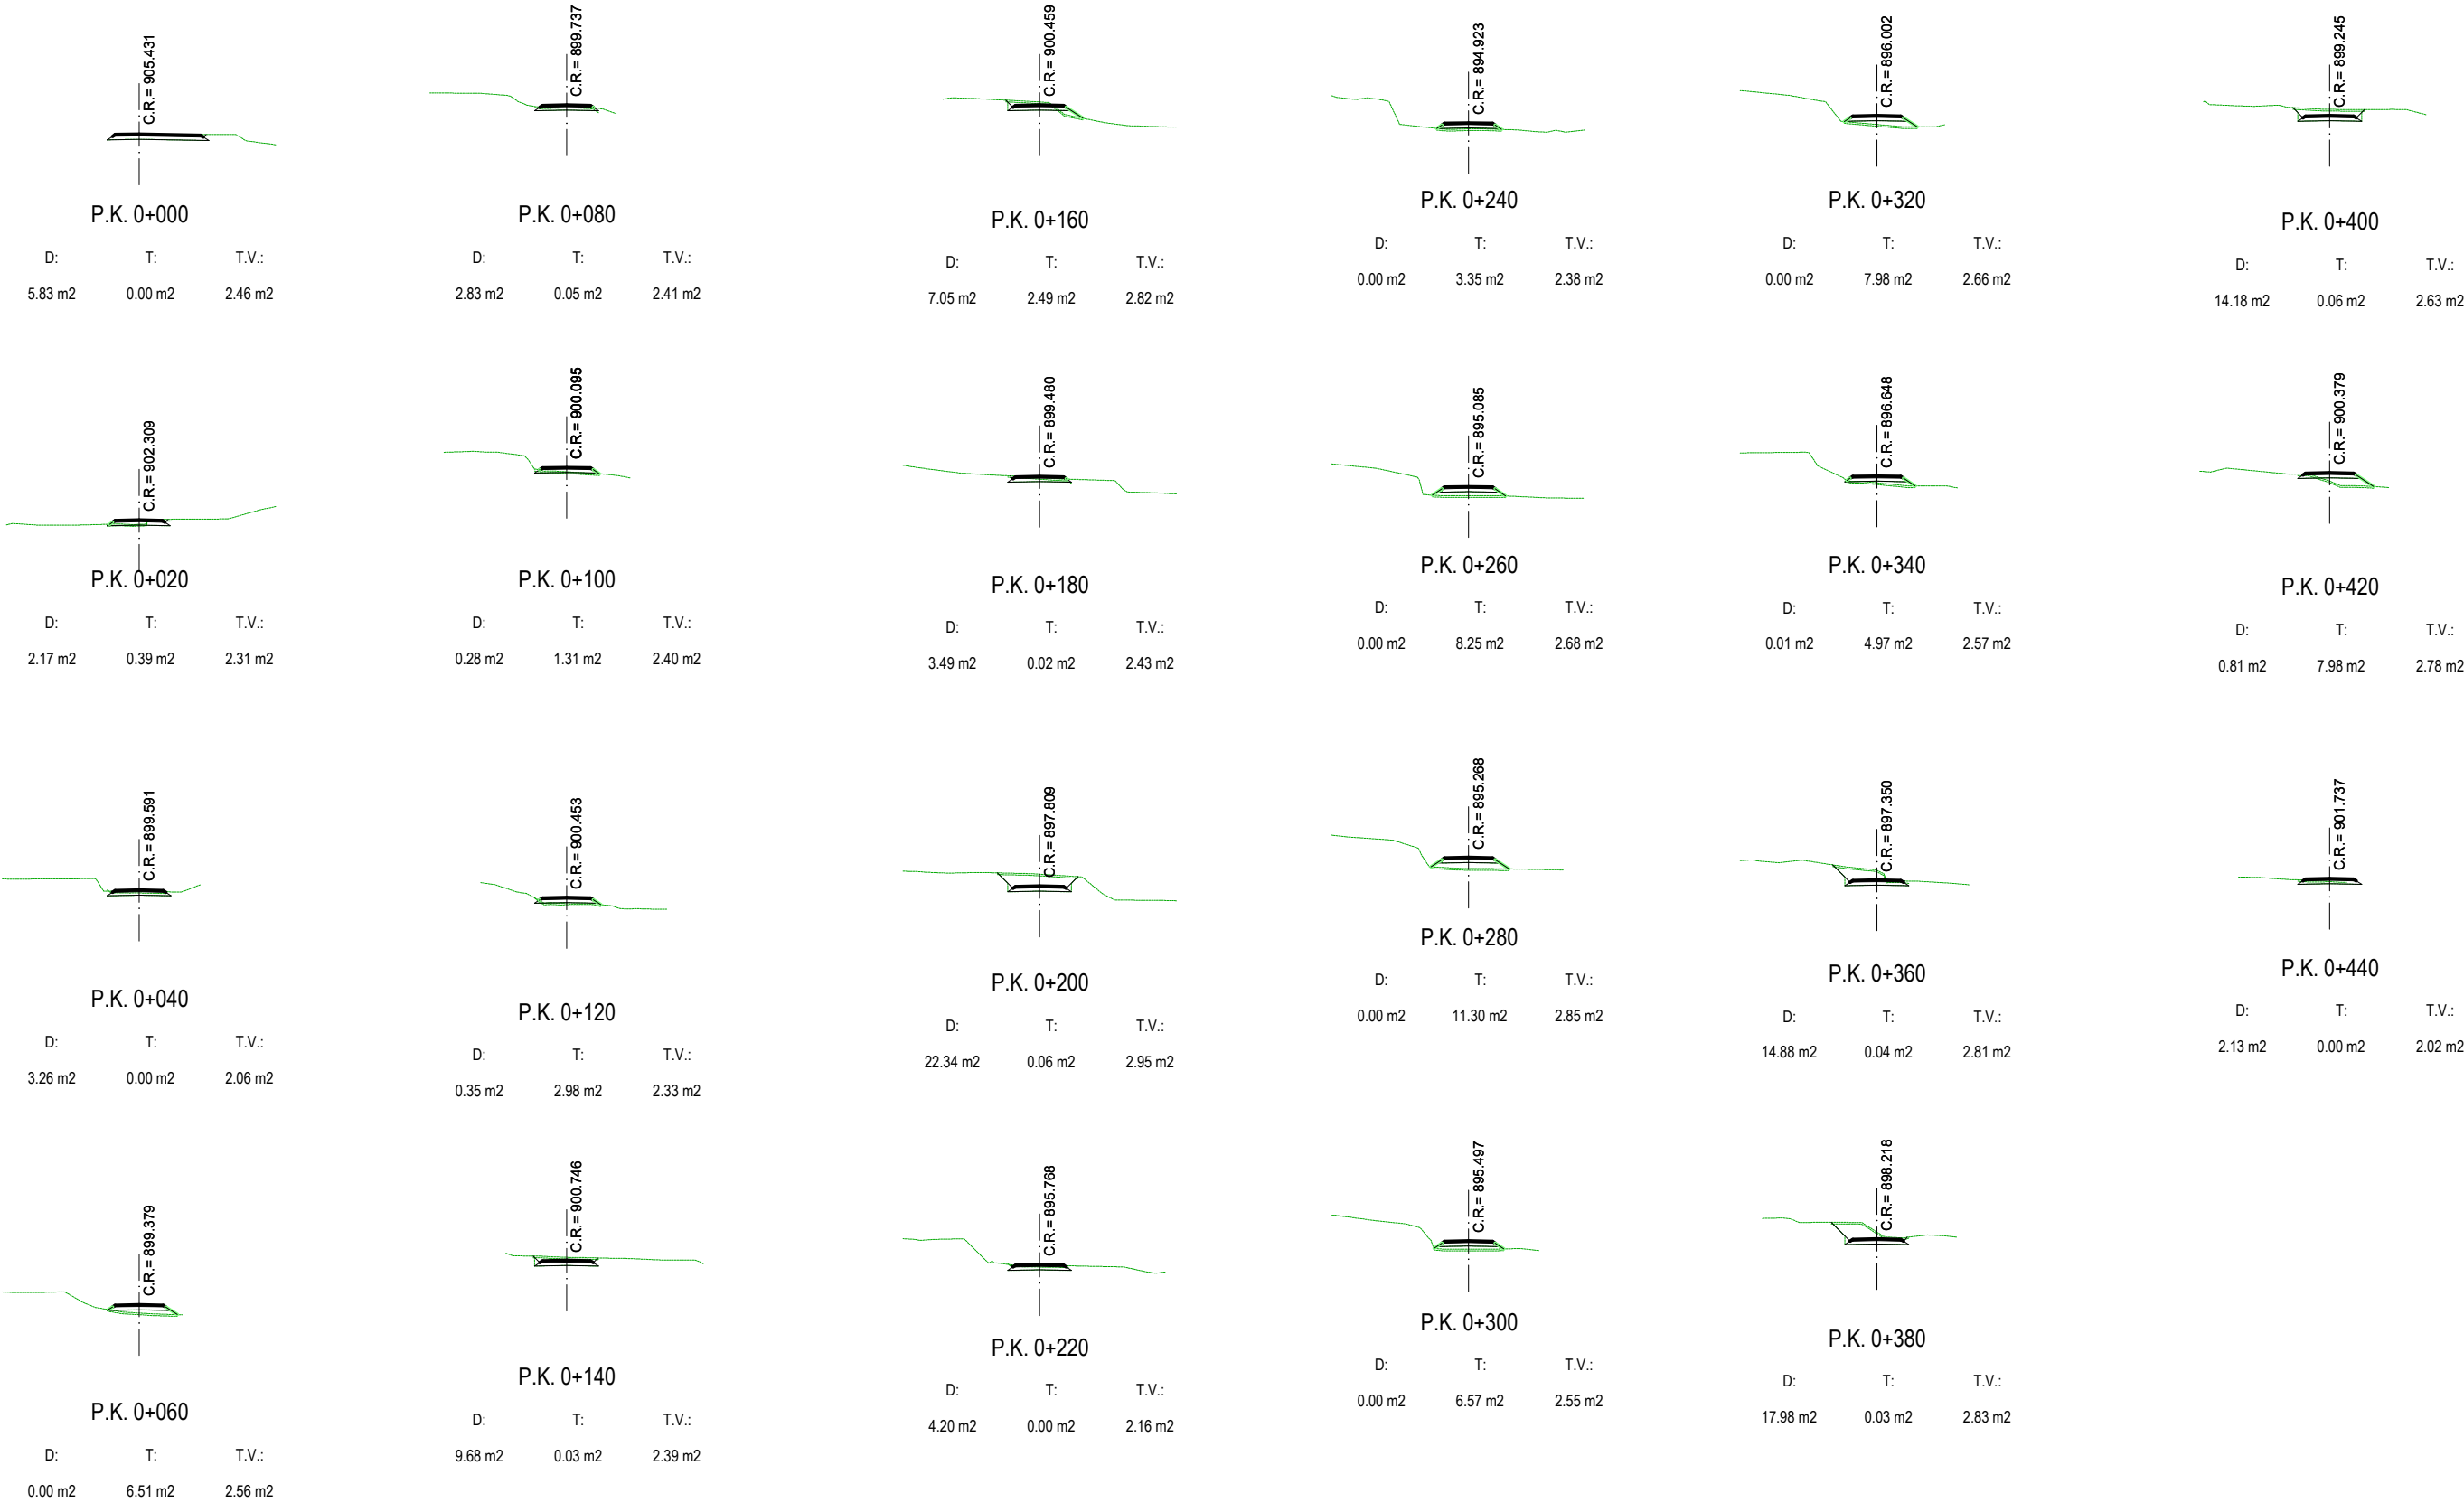 C.R.= 905.431
P.K. 0+000
D: T: T.V.:
5.83 m2 0.00 m2 2.46 m2
C.R.= 902.309
P.K. 0+020
D: T: T.V.:
2.17 m2 0.39 m2 2.31 m2
C.R.= 899.591
P.K. 0+040
D: T: T.V.:
3.26 m2 0.00 m2 2.06 m2
C.R.= 899.379
P.K. 0+060
D: T: T.V.:
0.00 m2 6.51 m2 2.56 m2
C.R.= 899.737
P.K. 0+080
D: T: T.V.:
2.83 m2 0.05 m2 2.41 m2
C.R.= 900.095
P.K. 0+100
D: T: T.V.:
0.28 m2 1.31 m2 2.40 m2
C.R.= 900.453
P.K. 0+120
D: T: T.V.:
0.35 m2 2.98 m2 2.33 m2
C.R.= 900.746
P.K. 0+140
D: T: T.V.:
9.68 m2 0.03 m2 2.39 m2
C.R.= 900.459
P.K. 0+160
D: T: T.V.:
7.05 m2 2.49 m2 2.82 m2
C.R.= 899.480
P.K. 0+180
D: T: T.V.:
3.49 m2 0.02 m2 2.43 m2
C.R.= 897.809
P.K. 0+200
D: T: T.V.:
22.34 m2 0.06 m2 2.95 m2
C.R.= 895.768
P.K. 0+220
D: T: T.V.:
4.20 m2 0.00 m2 2.16 m2
C.R.= 894.923
P.K. 0+240
D: T: T.V.:
0.00 m2 3.35 m2 2.38 m2
C.R.= 895.085
P.K. 0+260
D: T: T.V.:
0.00 m2 8.25 m2 2.68 m2
C.R.= 895.268
P.K. 0+280
D: T: T.V.:
0.00 m2 11.30 m2 2.85 m2
C.R.= 895.497
P.K. 0+300
D: T: T.V.:
0.00 m2 6.57 m2 2.55 m2
C.R.= 896.002
P.K. 0+320
D: T: T.V.:
0.00 m2 7.98 m2 2.66 m2
C.R.= 896.648
P.K. 0+340
D: T: T.V.:
0.01 m2 4.97 m2 2.57 m2
C.R.= 897.350
P.K. 0+360
D: T: T.V.:
14.88 m2 0.04 m2 2.81 m2
C.R.= 898.218
P.K. 0+380
D: T: T.V.:
17.98 m2 0.03 m2 2.83 m2
C.R.= 899.245
P.K. 0+400
D: T: T.V.:
14.18 m2 0.06 m2 2.63 m2
C.R.= 900.379
P.K. 0+420
D: T: T.V.:
0.81 m2 7.98 m2 2.78 m2
C.R.= 901.737
P.K. 0+440
D: T: T.V.:
2.13 m2 0.00 m2 2.02 m2